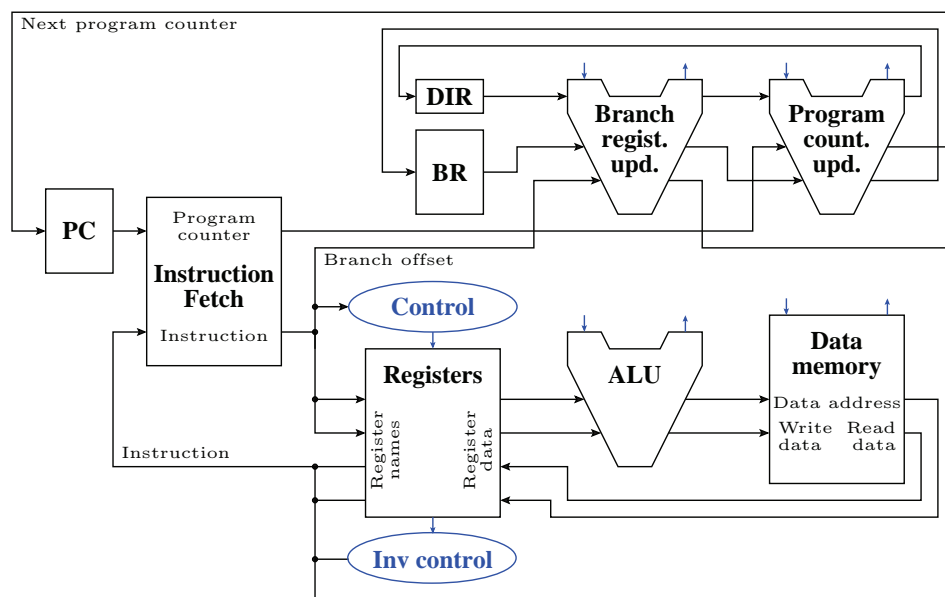 Next program counter
DIR
BR
Branch
regist.
upd.
Program
count.
upd.
PC
Program
counter
Instruction
Fetch
Instruction
Branch offset
Control
Registers
Register
names
Register
data
ALU
Data
memory
Data address
Write
data
Read
data
Instruction
Inv control